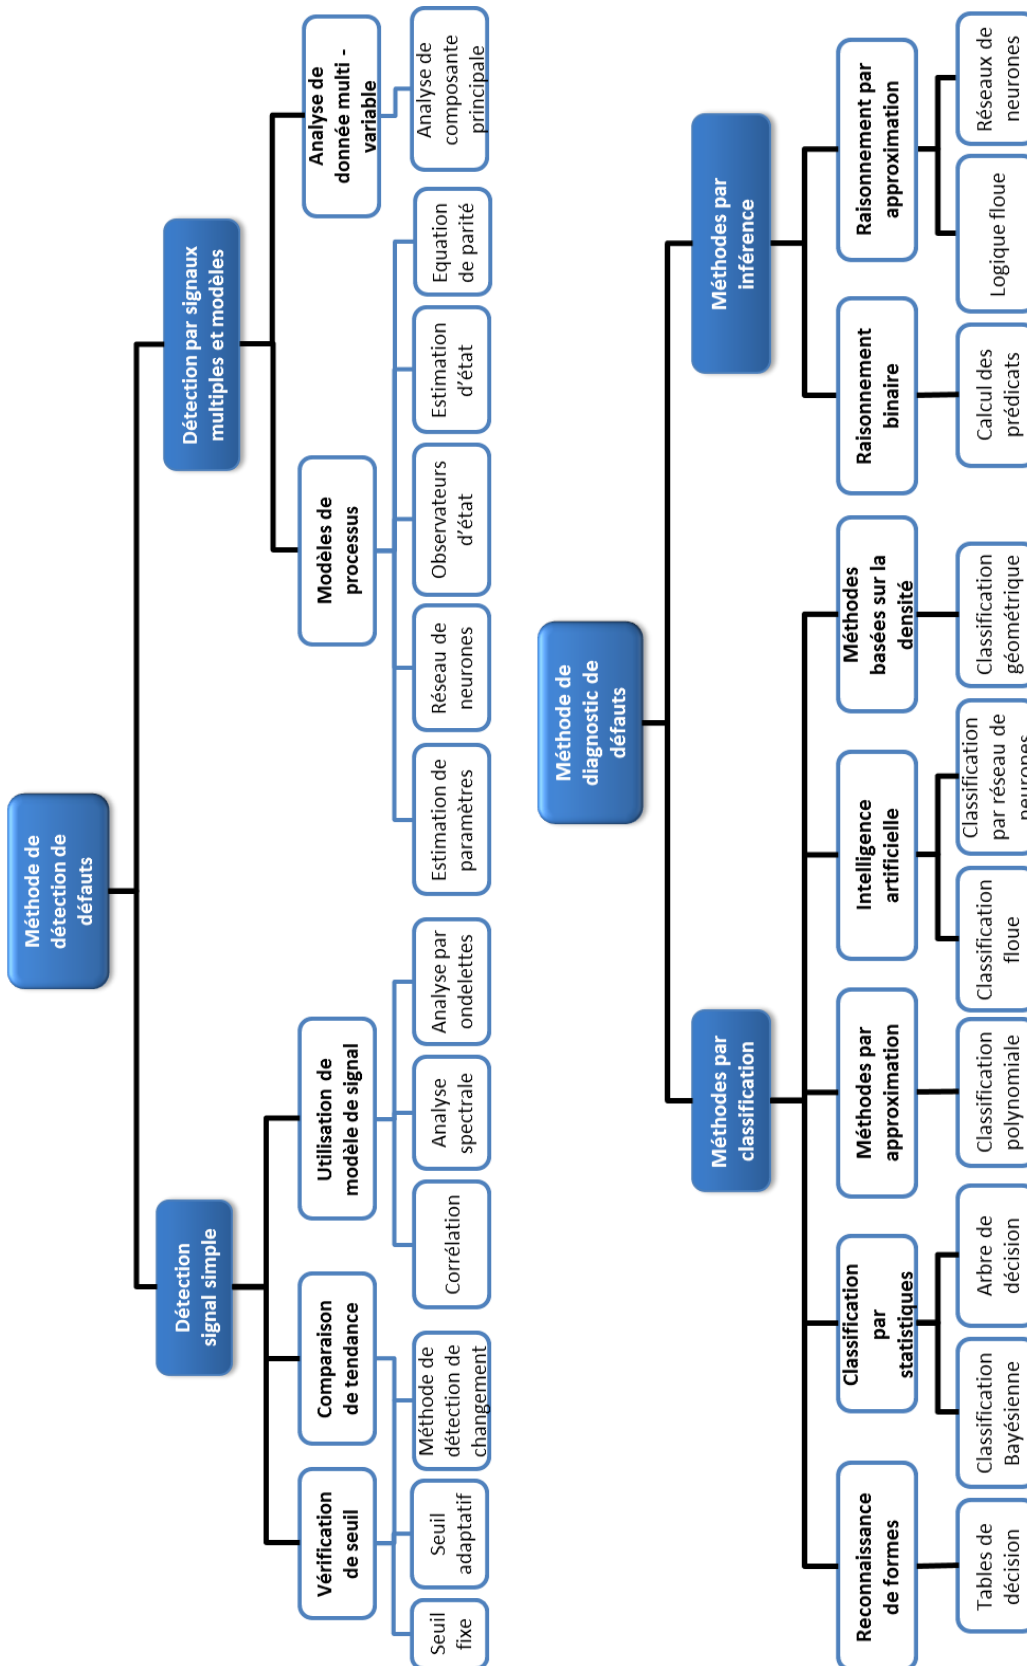 Méthode de
détection de
défauts
Détection
signal simple
Détection par signaux
multiples et modèles
Vérification
de seuil
Comparaison
de tendance
Utilisation de
modèle de signal
Modèles de
processus
Analyse de
donnée multi -
variable
Seuil
fixe
Seuil
adaptatif
Méthode de
détection de
changement
Corrélation
Analyse
spectrale
Analyse par
ondelettes
Estimation de
paramètres
Réseau de
neurones
Observateurs
d'état
Estimation
d'état
Equation
de parité
Analyse de
composante
principale
Méthode de
diagnostic de
défauts
Méthodes par
classification
Méthodes par
inférence
Reconnaissance
de formes
Classification
par
statistiques
Méthodes par
approximation
Intelligence
artificielle
Méthodes
basées sur la
densité
Raisonnement
binaire
Raisonnement par
approximation
Tables de
décision
Classification
Bayésienne
Arbre de
décision
Classification
polynomiale
Classification
floue
Classification
par réseau de
neurones
Classification
géométrique
Calcul des
prédicats
Logique floue
Réseaux de
neurones